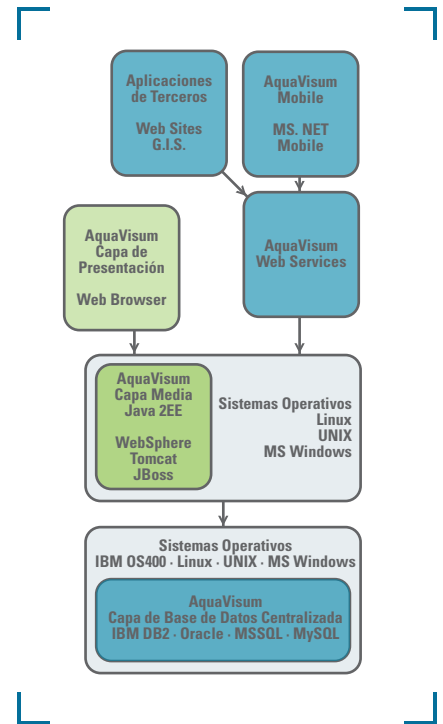 Aplicaciones
de Terceros
Web Sites
G.I.S.
AquaVisum
Mobile
MS. NET
Mobile
AquaVisum
Capa de
Presentación
Web Browser
AquaVisum
Web Services
AquaVisum
Capa Media
Java 2EE
WebSphere
Tomcat
JBoss
Sistemas Operativos
Linux
UNIX
MS Windows
Sistemas Operativos
IBM OS400 · Linux · UNIX · MS Windows
AquaVisum
Capa de Base de Datos Centralizada
IBM DB2 · Oracle · MSSQL · MySQL